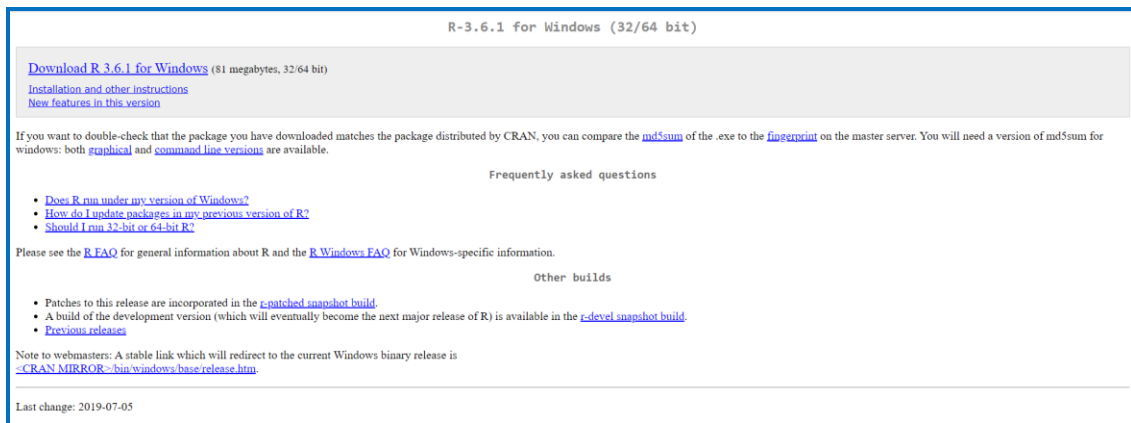 R-3.6.1 for Windows (32/64 bit)
Download R 3.6.1 for Windows (81 megabytes, 32/64 bit)
Installation and other instructions
New features in this version
If you want to double-check that the package you have downloaded matches the package distributed by CRAN, you can compare the md5sum of the .exe to the fingerprint on the master server. You will need a version of md5sum for
windows: both graphical and command line versions are available.
Frequently asked questions
• Does R run under my version of Windows?
• How do I update packages in my previous version of R?
• Should I run 32-bit or 64-bit R?
Please see the R FAQ for general information about R and the R Windows FAQ for Windows-specific information.
Other builds
• Patches to this release are incorporated in the r-patched snapshot build.
• A build of the development version (which will eventually become the next major release of R) is available in the r-devel snapshot build.
• Previous releases
Note to webmasters: A stable link which will redirect to the current Windows binary release is
<CRAN MIRROR>/bin/windows/base/release.htm.
Last change: 2019-07-05